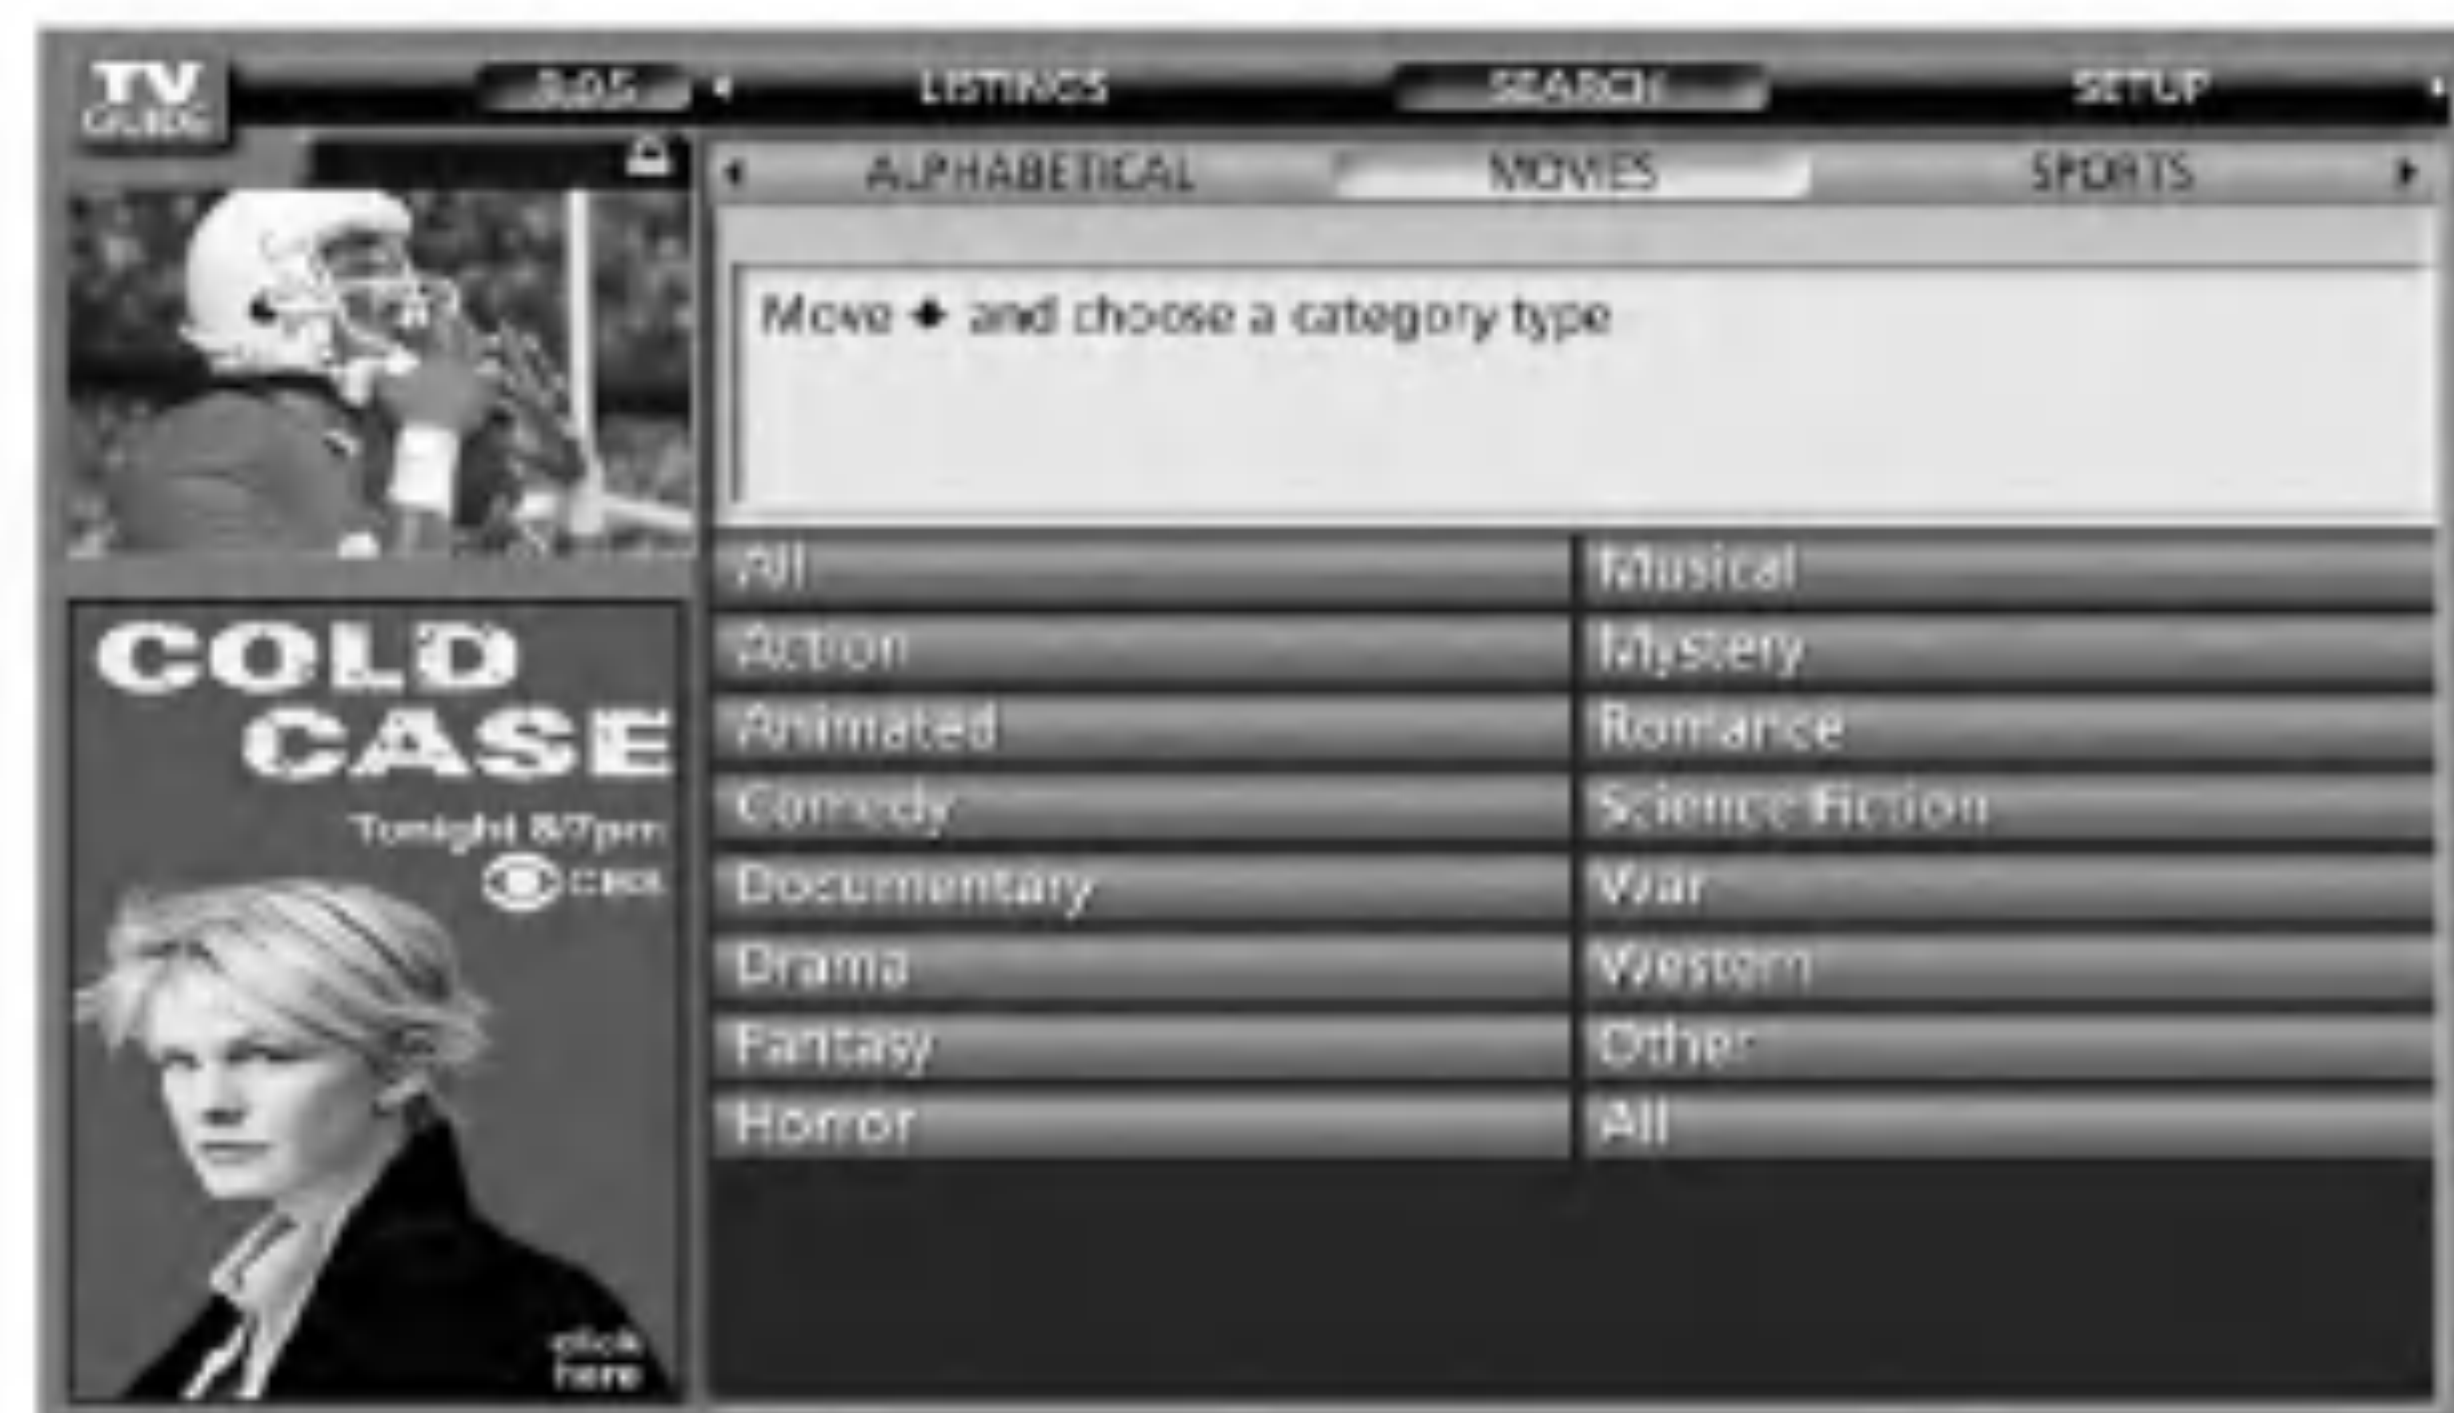 TV
GUIDE
LISTINGS
SEARCH
SETUP
ALPHABETICAL
MOVIES
SPORTS
Move and choose a category type
COLD
CASE
Tonight 8/7pm
CBS
click
here
All
Action
Animated
Comedy
Documentary
Drama
Fantasy
Horror
Musical
Mystery
Romance
Science Fiction
War
Western
Other
All